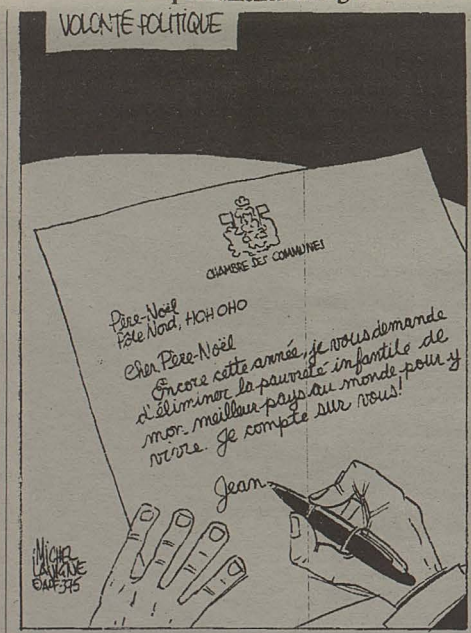 VOLONTÉ POLITIQUE
CHAMBRE DES COMMUNES
Père-Noël
Pôle Nord, HOH OHO
Cher Père-Noël
Encore cette année, je vous demande
d'éliminer la pauvreté infantile de
mon meilleur pays au monde pour y
vivre. Je compte sur vous!
Jean
MICHEL
LAVIGNE